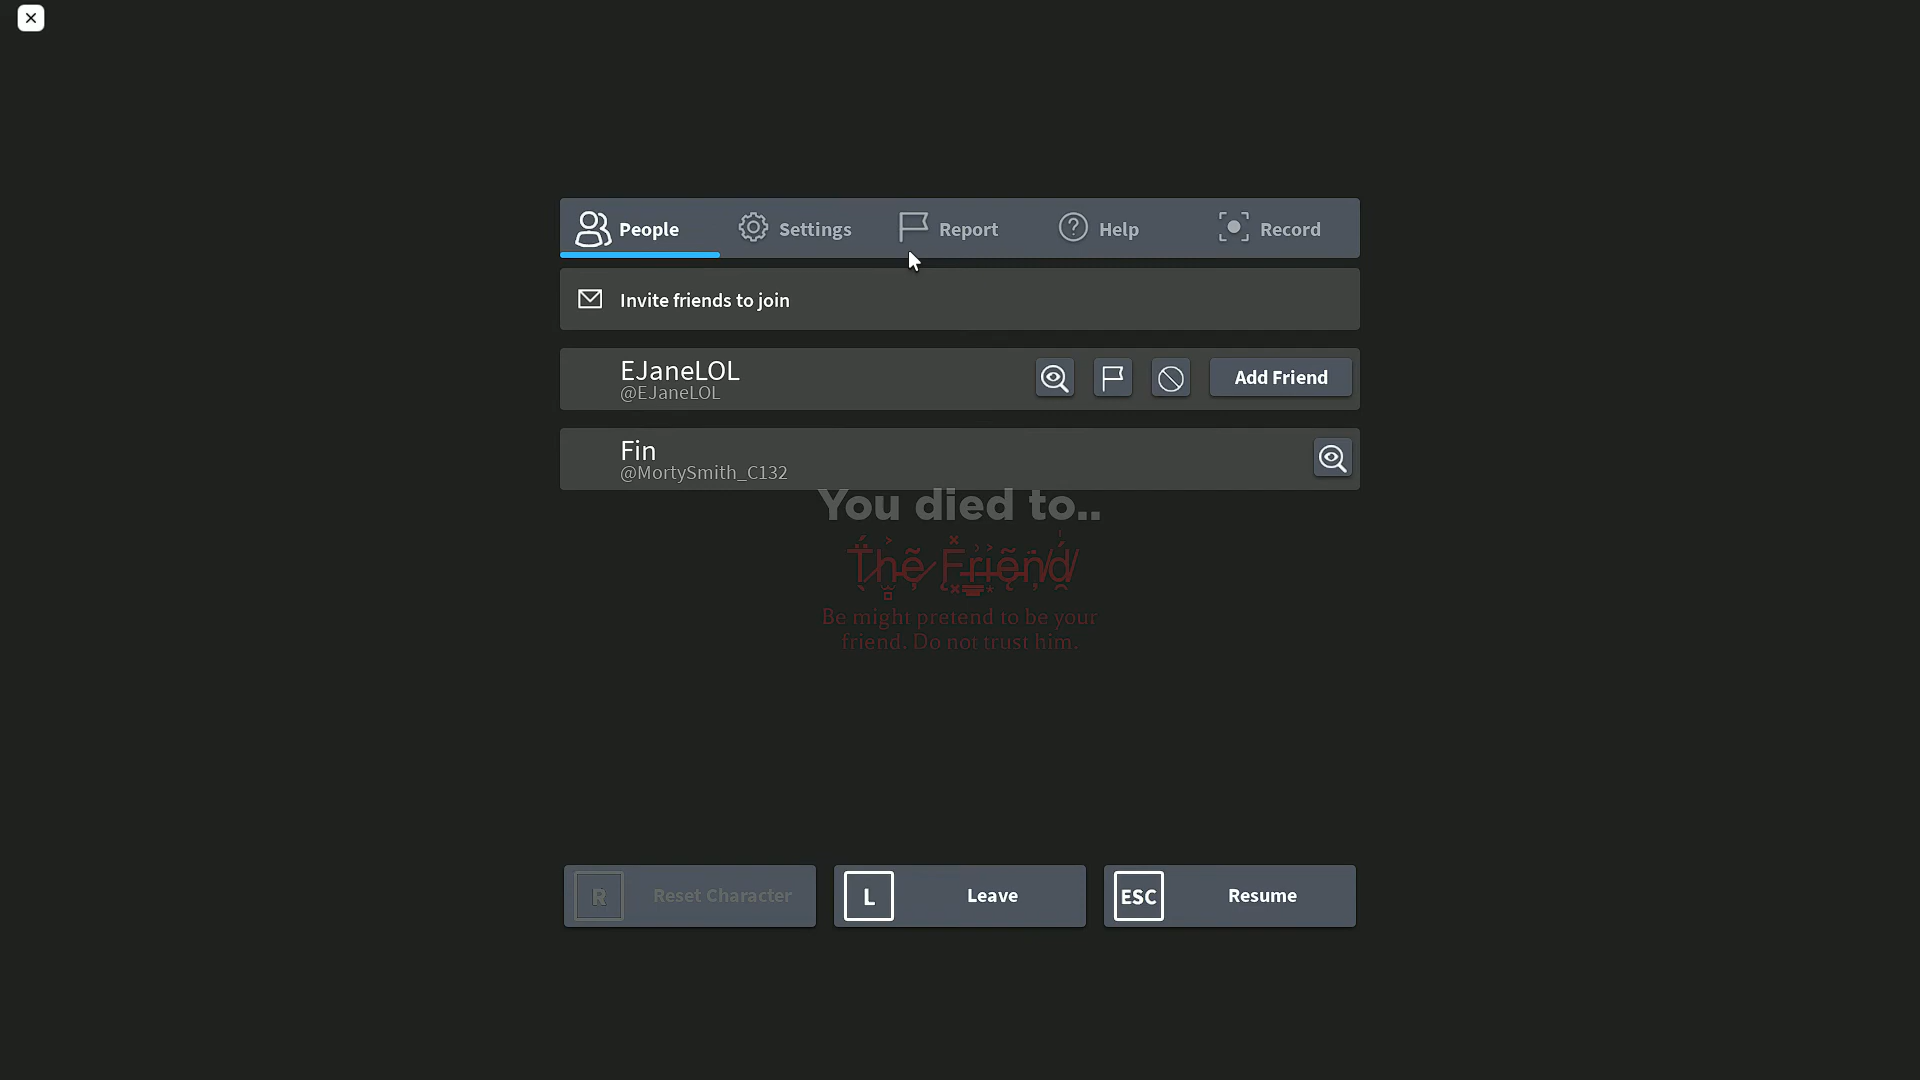 People Settings Report Help Record
Invite friends to join
EJaneLOL
@EJaneLOL
Add Friend
Fin
@MortySmith_C132
You died to..
The Friend
Be might pretend to be your
friend. Do not trust him.
R Reset Character L Leave ESC Resume